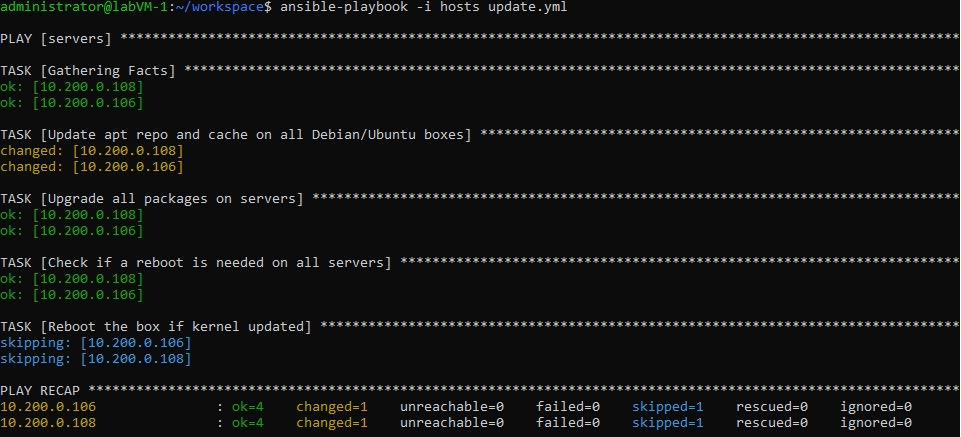 administrator@labVM-1:~/workspace$ ansible-playbook -i hosts update.yml
PLAY [servers] *********************************************************************************************************
TASK [Gathering Facts] *************************************************************************************************
ok: [10.200.0.108]
ok: [10.200.0.106]
TASK [Update apt repo and cache on all Debian/Ubuntu boxes] ************************************************************
changed: [10.200.0.108]
changed: [10.200.0.106]
TASK [Upgrade all packages on servers] *********************************************************************************
ok: [10.200.0.108]
ok: [10.200.0.106]
TASK [Check if a reboot is needed on all servers] **********************************************************************
ok: [10.200.0.108]
ok: [10.200.0.106]
TASK [Reboot the box if kernel updated] ********************************************************************************
skipping: [10.200.0.106]
skipping: [10.200.0.108]
PLAY RECAP *************************************************************************************************************
10.200.0.106 : ok=4 changed=1 unreachable=0 failed=0 skipped=1 rescued=0 ignored=0
10.200.0.108 : ok=4 changed=1 unreachable=0 failed=0 skipped=1 rescued=0 ignored=0